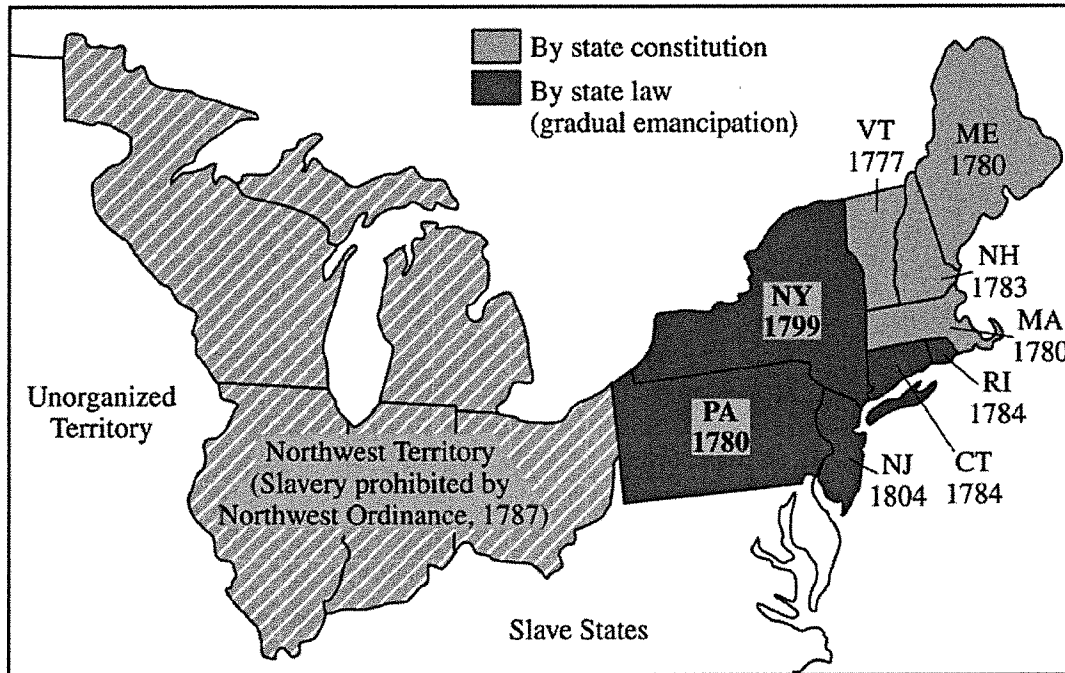 By state constitution
By state law
(gradual emancipation)
VT
1777
ME
1780
NH
1783
NY
1799
MA
1780
RI
1784
Unorganized
Territory
PA
1780
Northwest Territory
(Slavery prohibited by
Northwest Ordinance, 1787)
NJ
1804
CT
1784
Slave States